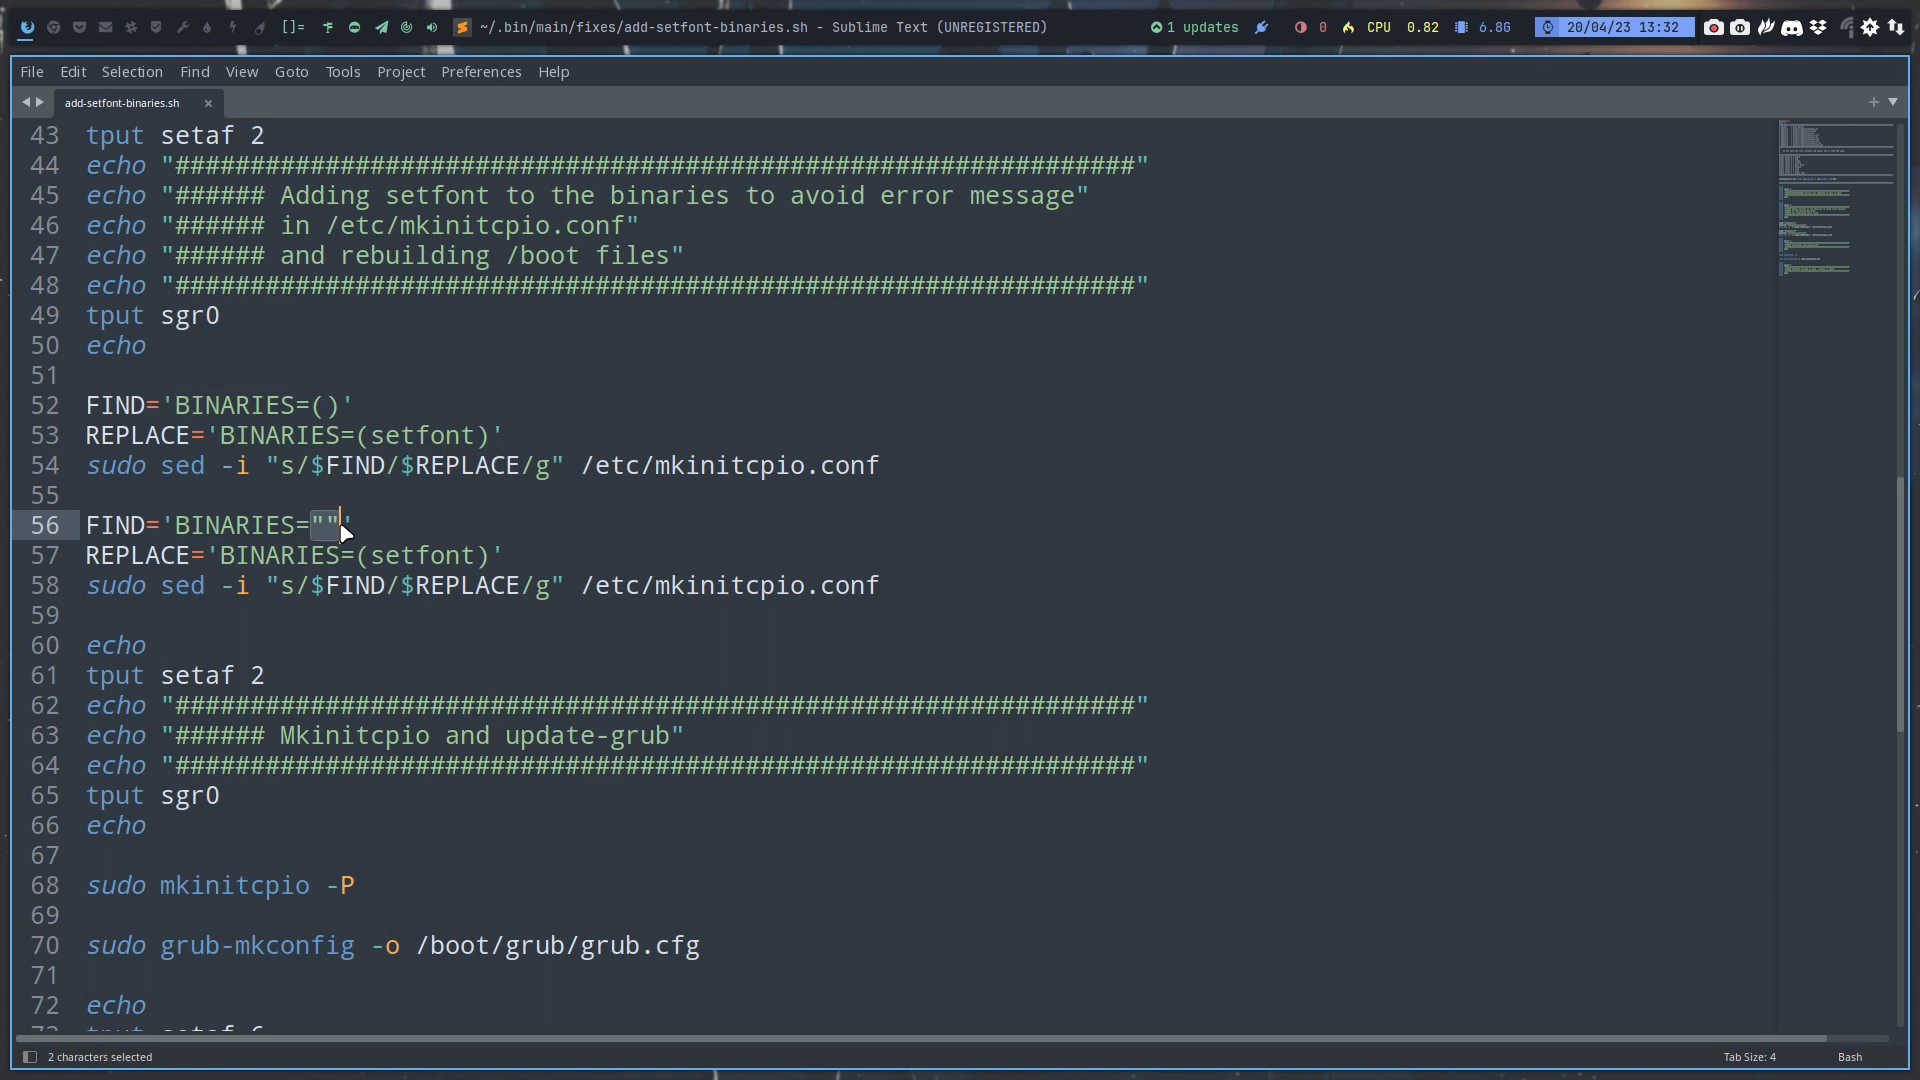 []=
~/.bin/main/fixes/add-setfont-binaries.sh - Sublime Text (UNREGISTERED)
1 updates
0
CPU 0.82
6.8G
20/04/23 13:32
File Edit Selection Find View Goto Tools Project Preferences Help
add-setfont-binaries.sh
43 tput setaf 2
44 echo "################################################################"
45 echo "###### Adding setfont to the binaries to avoid error message"
46 echo "###### in /etc/mkinitcpio.conf"
47 echo "###### and rebuilding /boot files"
48 echo "################################################################"
49 tput sgr0
50 echo
51
52 FIND='BINARIES=()'
53 REPLACE='BINARIES=(setfont)'
54 sudo sed -i "s/$FIND/$REPLACE/g" /etc/mkinitcpio.conf
55
56 FIND='BINARIES=""'
57 REPLACE='BINARIES=(setfont)'
58 sudo sed -i "s/$FIND/$REPLACE/g" /etc/mkinitcpio.conf
59
60 echo
61 tput setaf 2
62 echo "################################################################"
63 echo "###### Mkinitcpio and update-grub"
64 echo "################################################################"
65 tput sgr0
66 echo
67
68 sudo mkinitcpio -P
69
70 sudo grub-mkconfig -o /boot/grub/grub.cfg
71
72 echo
2 characters selected
Tab Size: 4
Bash